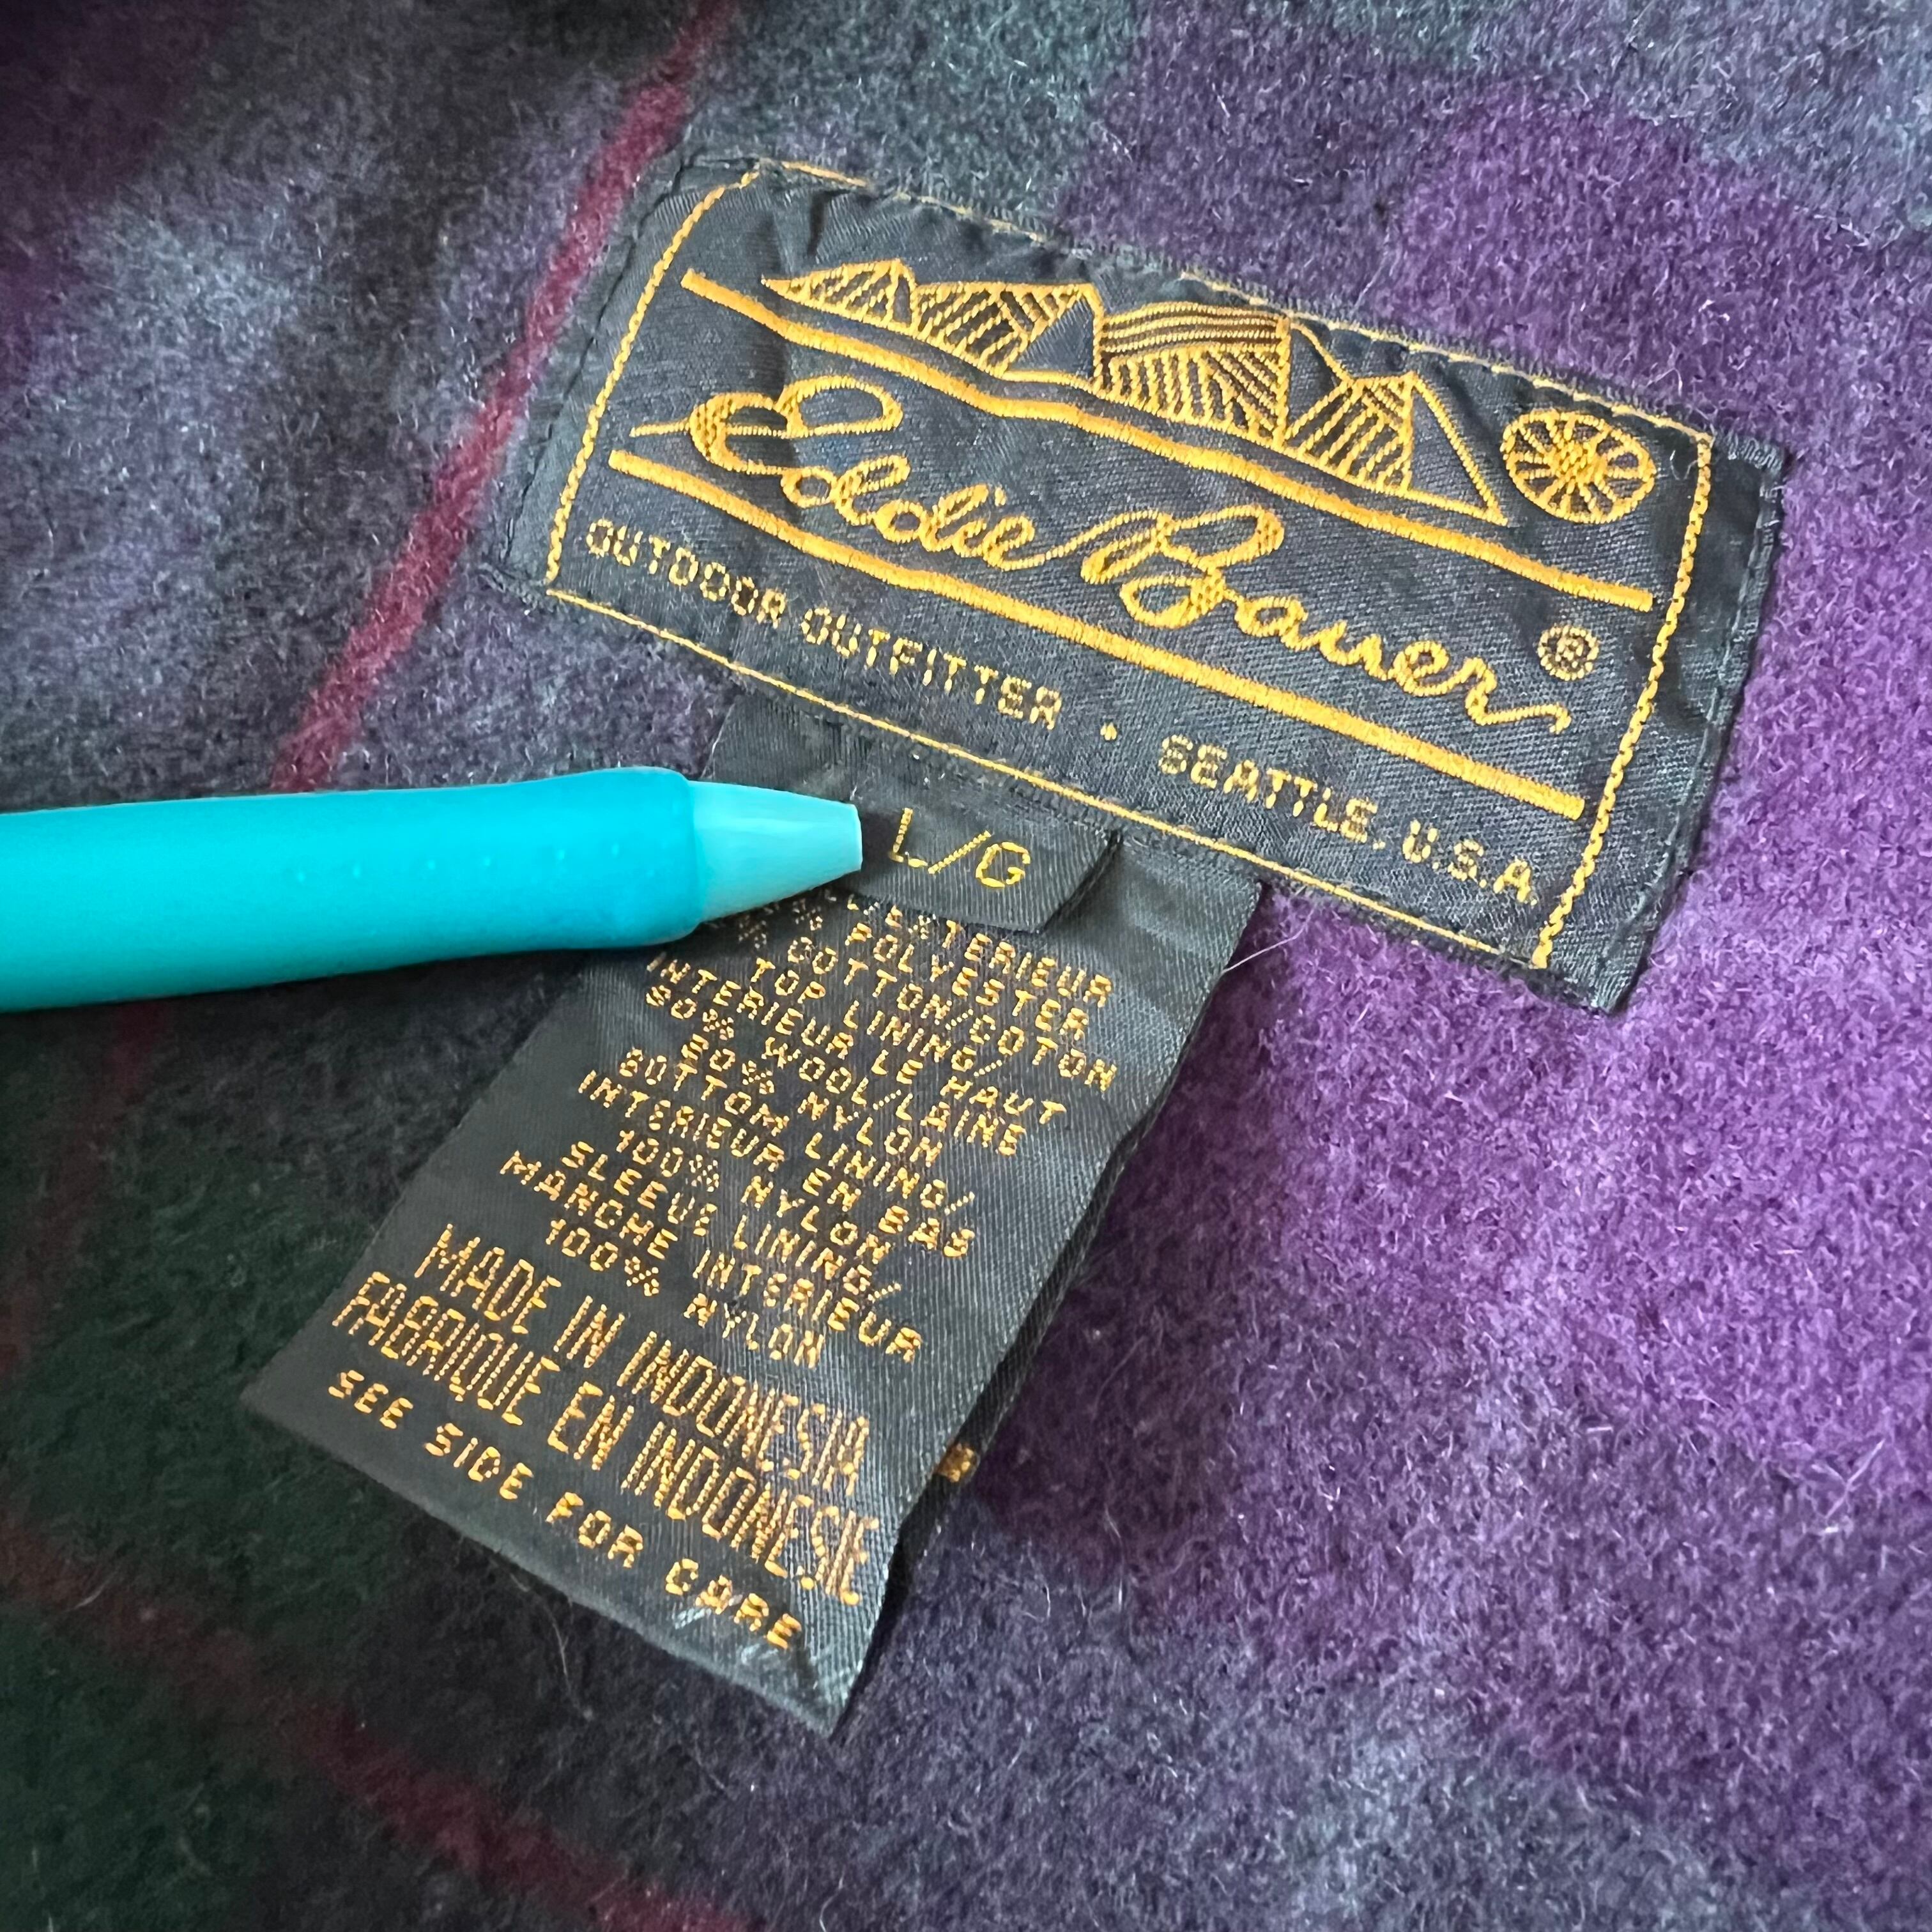 Eddie Bauer®
OUTDOOR OUTFITTER • SEATTLE, U.S.A.
L/G
L'EXTERIEUR
% POLYESTER
% COTTON/COTON
TOP LINING/
INTERIEUR LE HAUT
80% WOOL/LAINE
20% NYLON
BOTTOM LINING/
INTERIEUR EN BAS
100% NYLON
SLEEVE LINING/
MANCHE INTERIEUR
100% NYLON
MADE IN INDONESIA
FABRIQUE EN INDONESIE
SEE SIDE FOR CARE